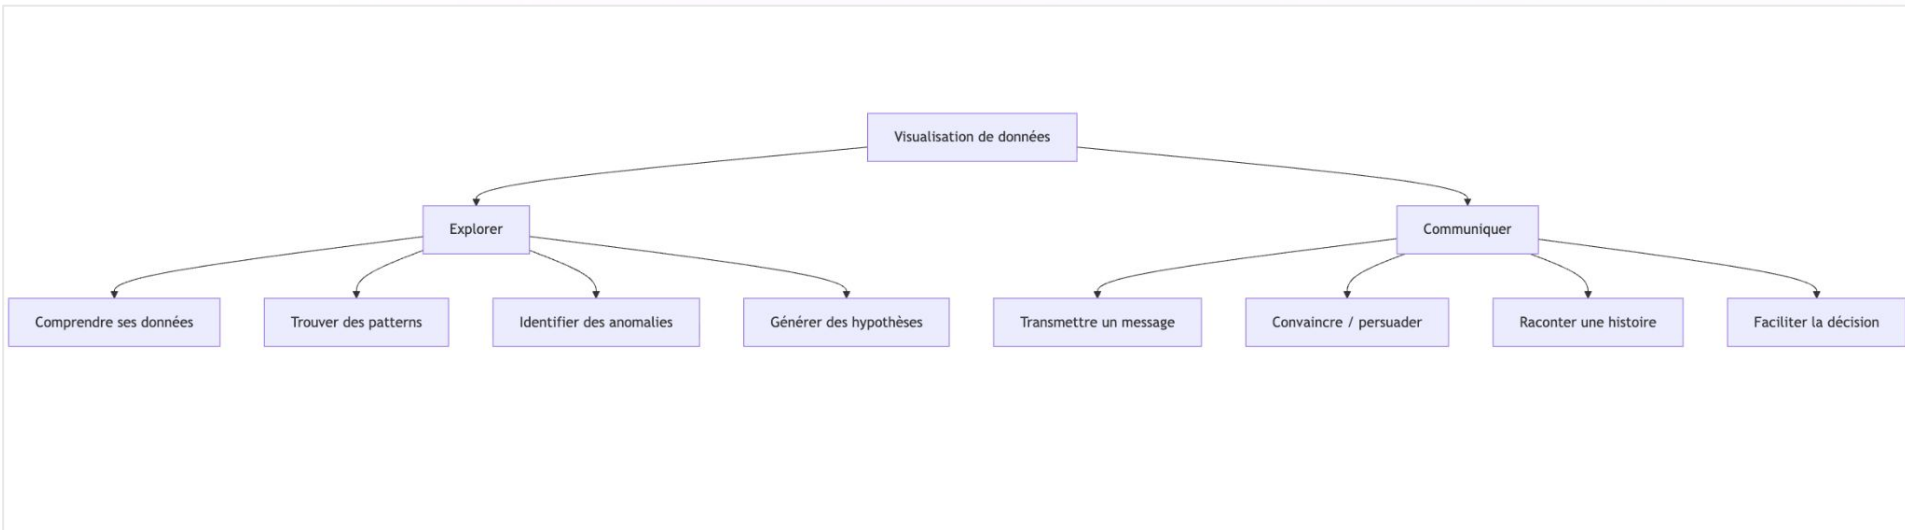 Visualisation de données
Explorer
Communiquer
Comprendre ses données
Trouver des patterns
Identifier des anomalies
Générer des hypothèses
Transmettre un message
Convaincre / persuader
Raconter une histoire
Faciliter la décision